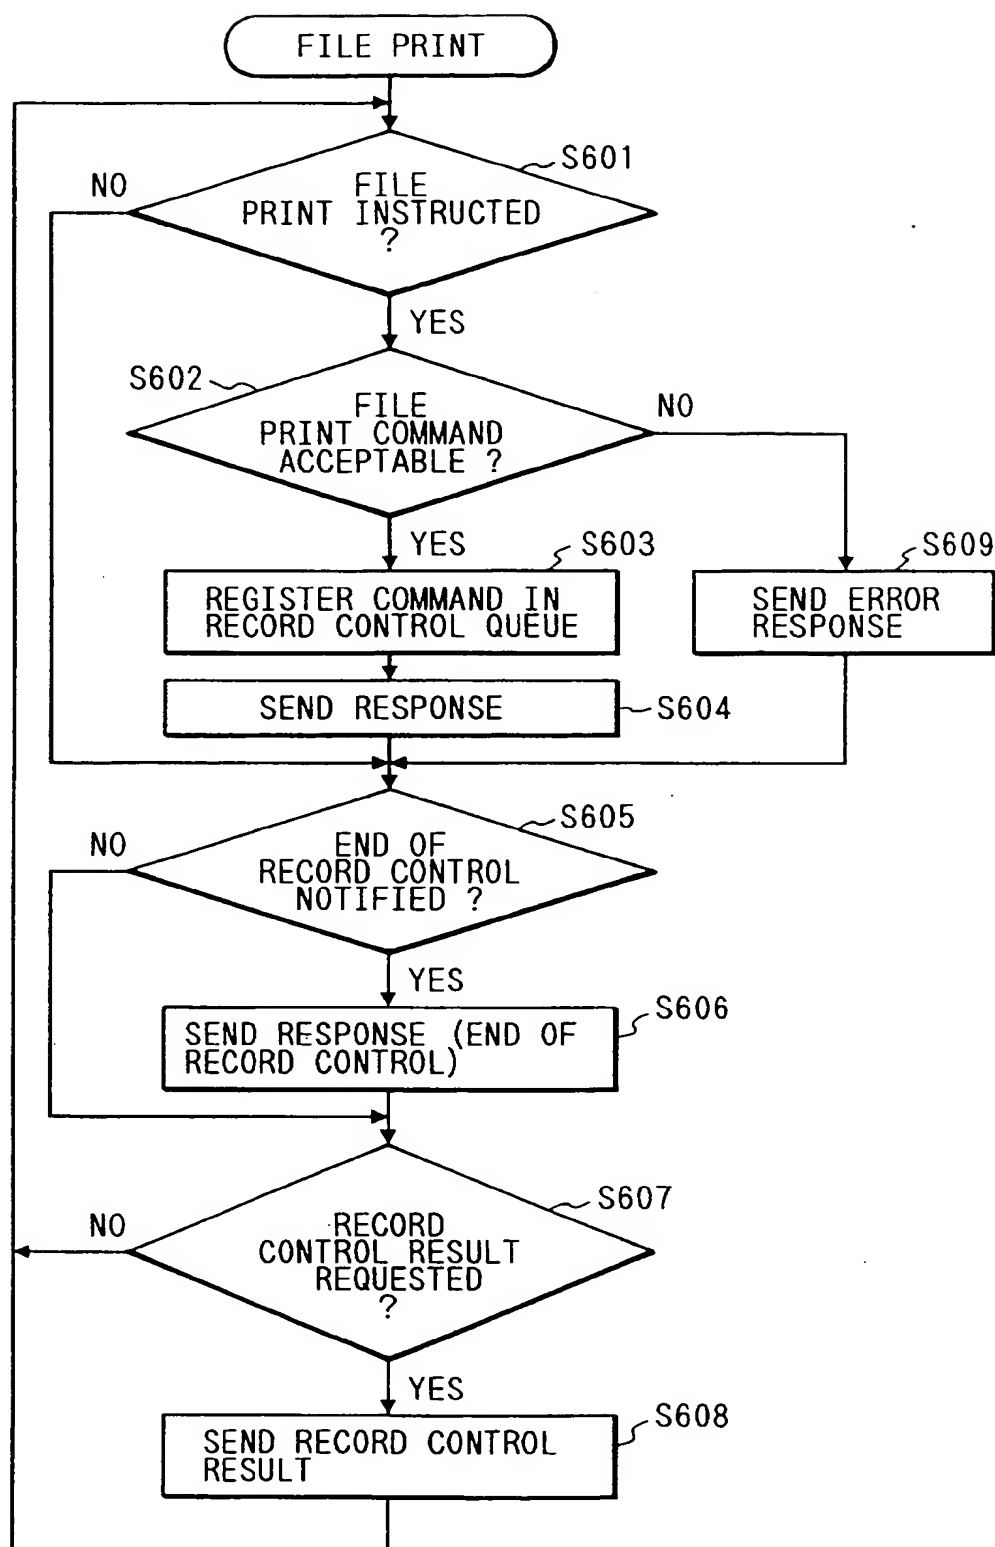 FILE PRINT
S601
NO
FILE
PRINT INSTRUCTED
?
YES
S602
FILE
PRINT COMMAND
ACCEPTABLE ?
NO
YES
S603
S609
REGISTER COMMAND IN
RECORD CONTROL QUEUE
SEND ERROR
RESPONSE
SEND RESPONSE
S604
S605
NO
END OF
RECORD CONTROL
NOTIFIED ?
YES
S606
SEND RESPONSE (END OF
RECORD CONTROL)
S607
NO
RECORD
CONTROL RESULT
REQUESTED
?
YES
S608
SEND RECORD CONTROL
RESULT